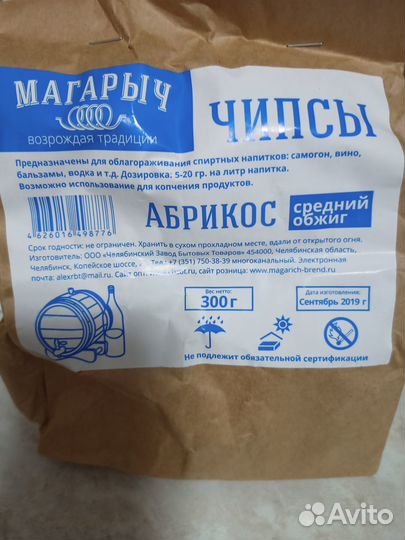 МАГАРЫЧ
возрождая традиции
ЧИПСЫ
Предназначены для облагораживания спиртных напитков: самогон, вино,
бальзамы, водка и т.д. Дозировка: 5-20 гр. на литр напитка.
Возможно использование для копчения продуктов.
4626016498776
АБРИКОС
средний
обжиг
Срок годности: не ограничен. Хранить в сухом прохладном месте, вдали от открытого огня.
Изготовитель: ООО «Челябинский Завод Бытовых Товаров» 454000, Челябинская область,
Челябинск, Копейское шоссе, Тел.: +7 (351) 750-38-39 многоканальный. Электронная
почта: alexrbt@mail.ru. Сайт сайт розница: www.magarich-brend.ru
Вес нетто:
300 г
Дата изготовления:
Сентябрь 2019 г
Не подлежит обязательной сертификации
Avito